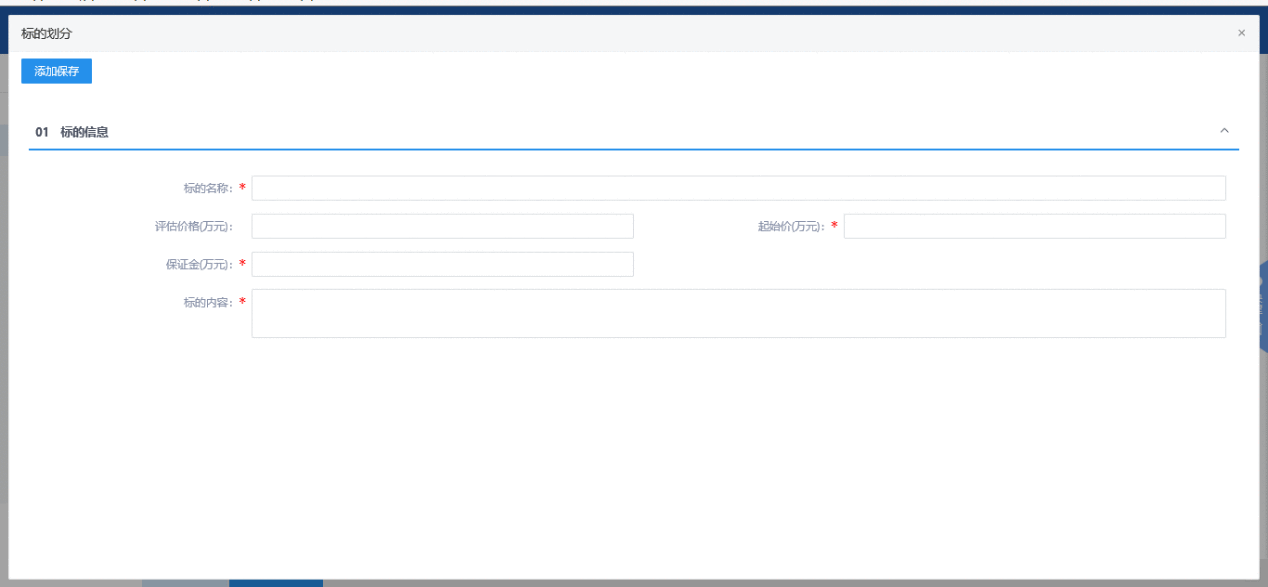 标的划分 ×
添加保存
01 标的信息
标的名称: *
评估价格(万元): 起始价(万元): *
保证金(万元): *
标的内容: *